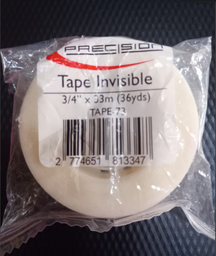 PRECISION
Tape Invisible
3/4" x 33m (36yds)
TAPE-73
2 774651 813347